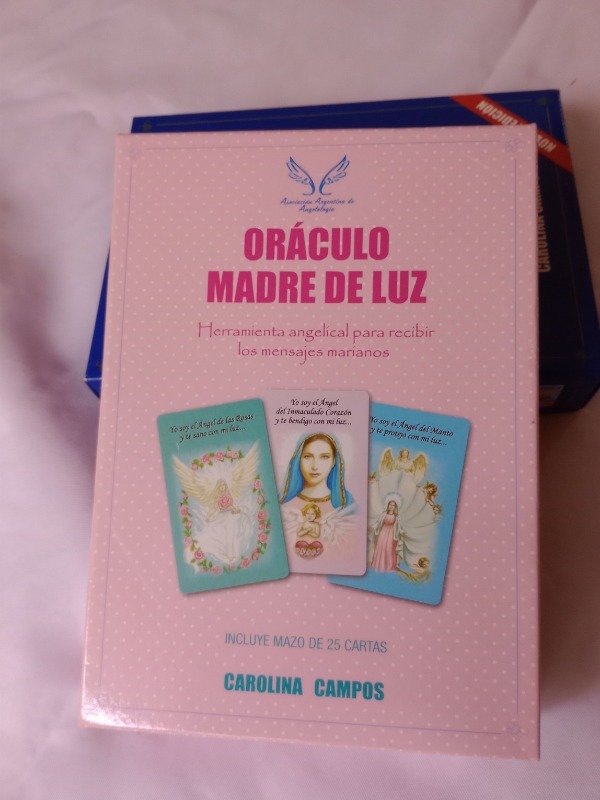 Asociación Argentina de
Angelología
ORÁCULO
MADRE DE LUZ
Herramienta angelical para recibir
los mensajes marianos
Yo soy el Ángel de las Rosas
y te sano con mi luz...
Yo soy el Ángel
del Inmaculado Corazón
y te bendigo con mi luz...
Yo soy el Ángel del Manto
y te protejo con mi luz...
INCLUYE MAZO DE 25 CARTAS
CAROLINA CAMPOS
EDICIÓN
CAROLINA